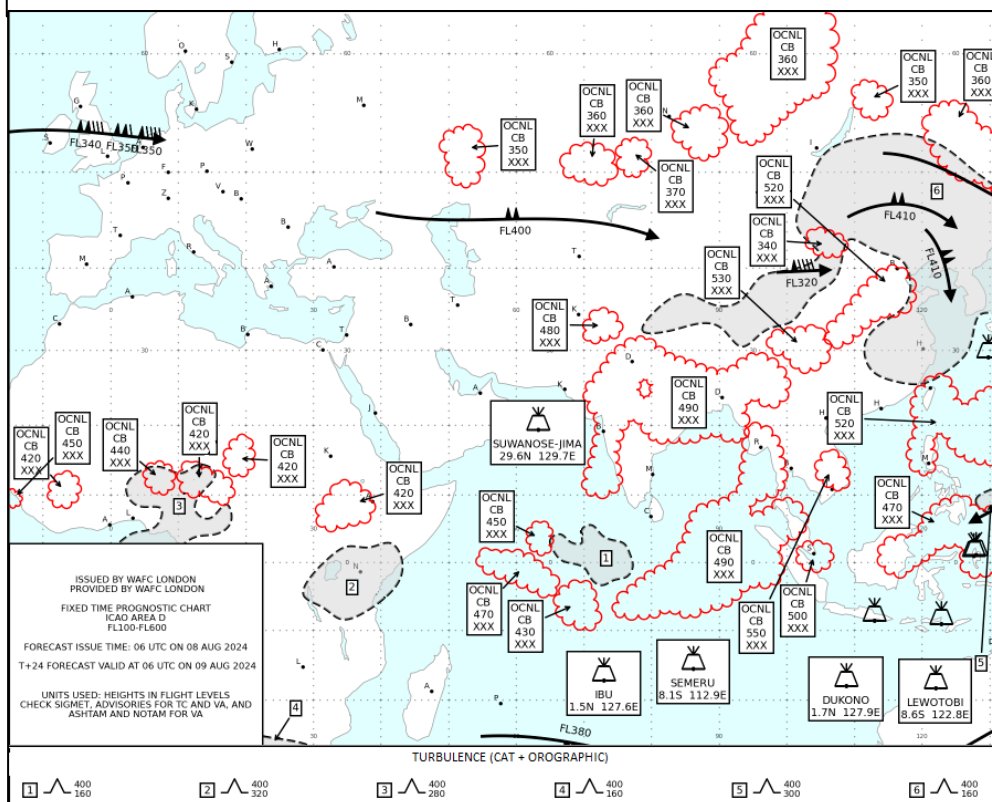 OCNL
CB
360
XXX
OCNL
CB
350
XXX
OCNL
CB
360
XXX
OCNL
CB
360
XXX
OCNL
CB
360
XXX
OCNL
CB
350
XXX
OCNL
CB
370
XXX
OCNL
CB
520
XXX
OCNL
CB
340
XXX
OCNL
CB
530
XXX
OCNL
CB
480
XXX
OCNL
CB
490
XXX
OCNL
CB
520
XXX
OCNL
CB
420
XXX
OCNL
CB
450
XXX
OCNL
CB
440
XXX
OCNL
CB
420
XXX
OCNL
CB
420
XXX
OCNL
CB
420
XXX
OCNL
CB
450
XXX
OCNL
CB
470
XXX
OCNL
CB
430
XXX
OCNL
CB
490
XXX
OCNL
CB
550
XXX
OCNL
CB
500
XXX
OCNL
CB
470
XXX
FL340
FL350
FL350
FL400
FL410
FL410
FL320
FL380
SUWANOSE-JIMA
29.6N 129.7E
IBU
1.5N 127.6E
SEMERU
8.1S 112.9E
DUKONO
1.7N 127.9E
LEWOTOBI
8.6S 122.8E
1
2
3
4
5
6
ISSUED BY WAFC LONDON
PROVIDED BY WAFC LONDON
FIXED TIME PROGNOSTIC CHART
ICAO AREA D
FL100-FL600
FORECAST ISSUE TIME: 06 UTC ON 08 AUG 2024
T+24 FORECAST VALID AT 06 UTC ON 09 AUG 2024
UNITS USED: HEIGHTS IN FLIGHT LEVELS
CHECK SIGMET, ADVISORIES FOR TC AND VA, AND
ASHTAM AND NOTAM FOR VA
TURBULENCE (CAT + OROGRAPHIC)
1 400
160
2 400
320
3 400
280
4 400
160
5 400
300
6 400
160